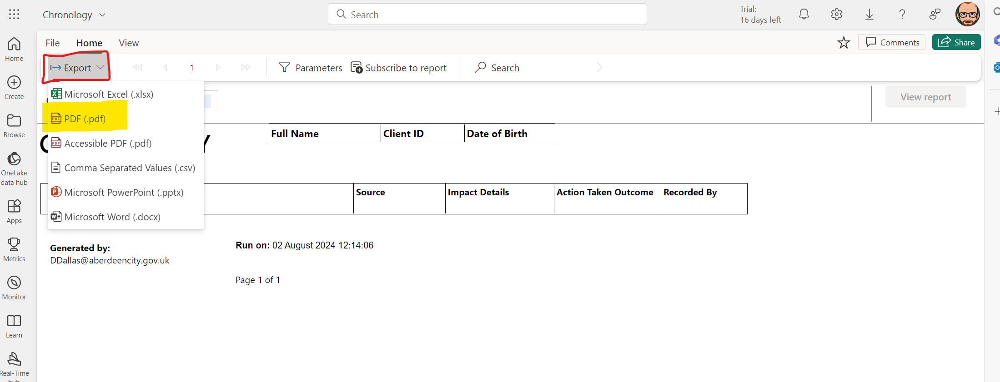 Chronology
Search
Trial:
16 days left
File Home View
Comments
Share
Export
1
Parameters
Subscribe to report
Search
Microsoft Excel (.xlsx)
PDF (.pdf)
Accessible PDF (.pdf)
Comma Separated Values (.csv)
Microsoft PowerPoint (.pptx)
Microsoft Word (.docx)
View report
Full Name Client ID Date of Birth
Source Impact Details Action Taken Outcome Recorded By
Generated by:
DDallas@aberdeencity.gov.uk
Run on: 02 August 2024 12:14:06
Page 1 of 1
Home
Create
Browse
OneLake
data hub
Apps
Metrics
Monitor
Learn
Real-Time
hub